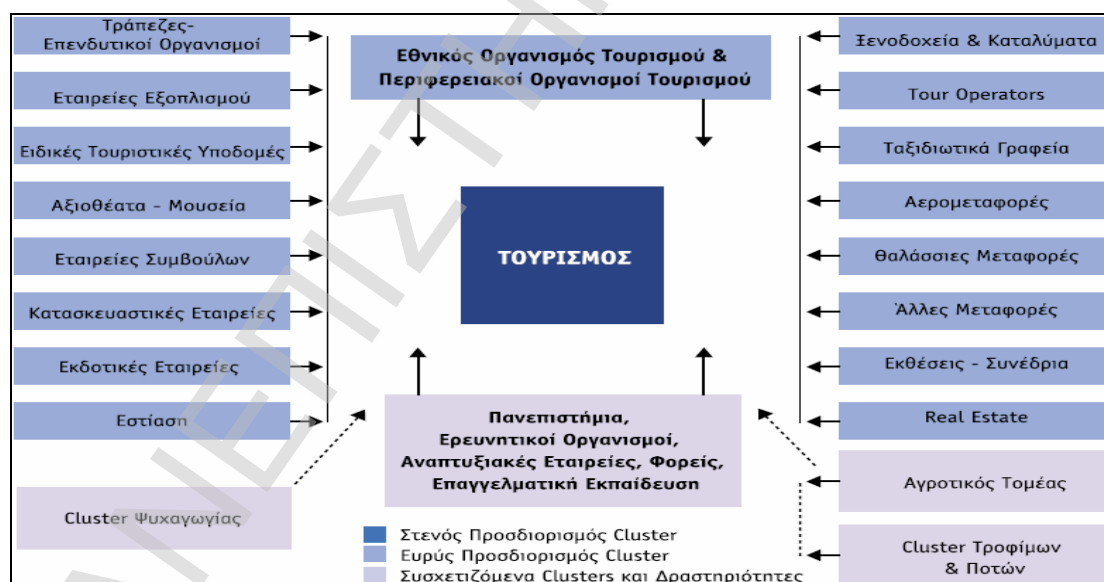 Τράπεζες-
Επενδυτικοί Οργανισμοί
Εταιρείες Εξοπλισμού
Ειδικές Τουριστικές Υποδομές
Αξιοθέατα - Μουσεία
Εταιρείες Συμβούλων
Κατασκευαστικές Εταιρείες
Εκδοτικές Εταιρείες
Εστίαση
Cluster Ψυχαγωγίας
Εθνικός Οργανισμός Τουρισμού &
Περιφερειακοί Οργανισμοί Τουρισμού
ΤΟΥΡΙΣΜΟΣ
Πανεπιστήμια,
Ερευνητικοί Οργανισμοί,
Αναπτυξιακές Εταιρείες, Φορείς,
Επαγγελματική Εκπαίδευση
Στενός Προσδιορισμός Cluster
Ευρύς Προσδιορισμός Cluster
Συσχετιζόμενα Clusters και Δραστηριότητες
Ξενοδοχεία & Καταλύματα
Tour Operators
Ταξιδιωτικά Γραφεία
Αερομεταφορές
Θαλάσσιες Μεταφορές
Άλλες Μεταφορές
Εκθέσεις - Συνέδρια
Real Estate
Αγροτικός Τομέας
Cluster Τροφίμων
& Ποτών
ΑΝΕΠΙΣΤΗ